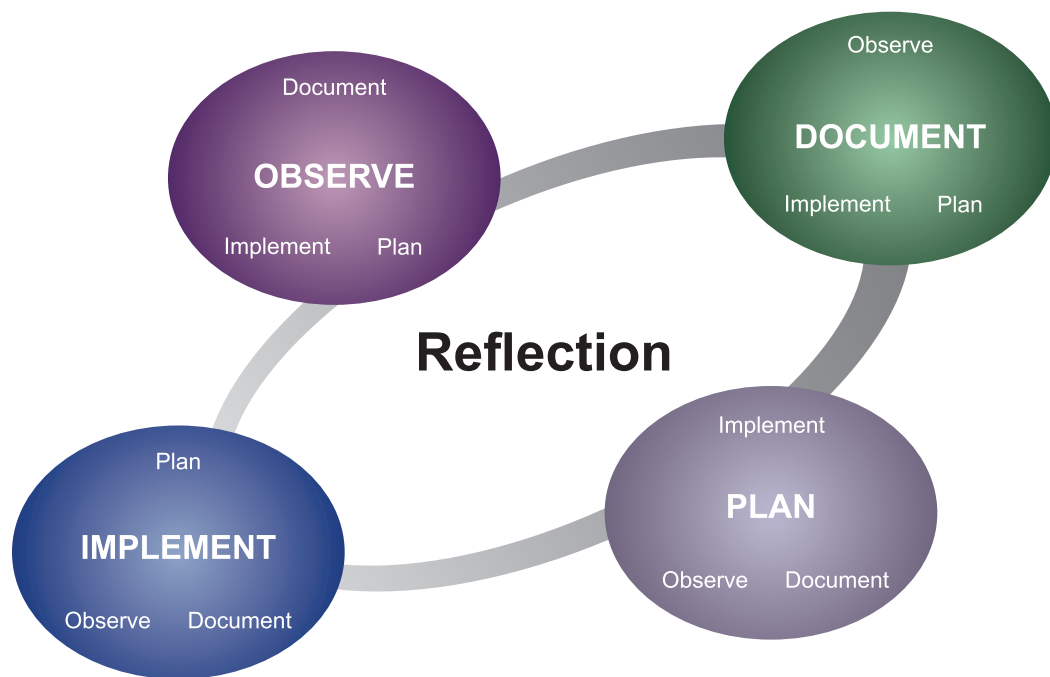 Document
OBSERVE
Implement Plan
Observe
DOCUMENT
Implement Plan
Reflection
Implement
PLAN
Observe Document
Plan
IMPLEMENT
Observe Document